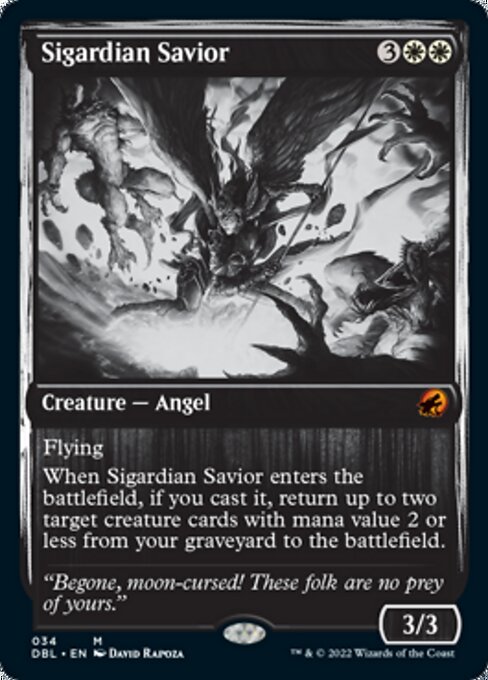 Sigardian Savior 3
Creature — Angel
Flying
When Sigardian Savior enters the
battlefield, if you cast it, return up to two
target creature cards with mana value 2 or
less from your graveyard to the battlefield.
“Begone, moon-cursed! These folk are no prey
of yours.”
3/3
034 M
DBL • EN DAVID RAPOZA
™ & © 2022 Wizards of the Coast